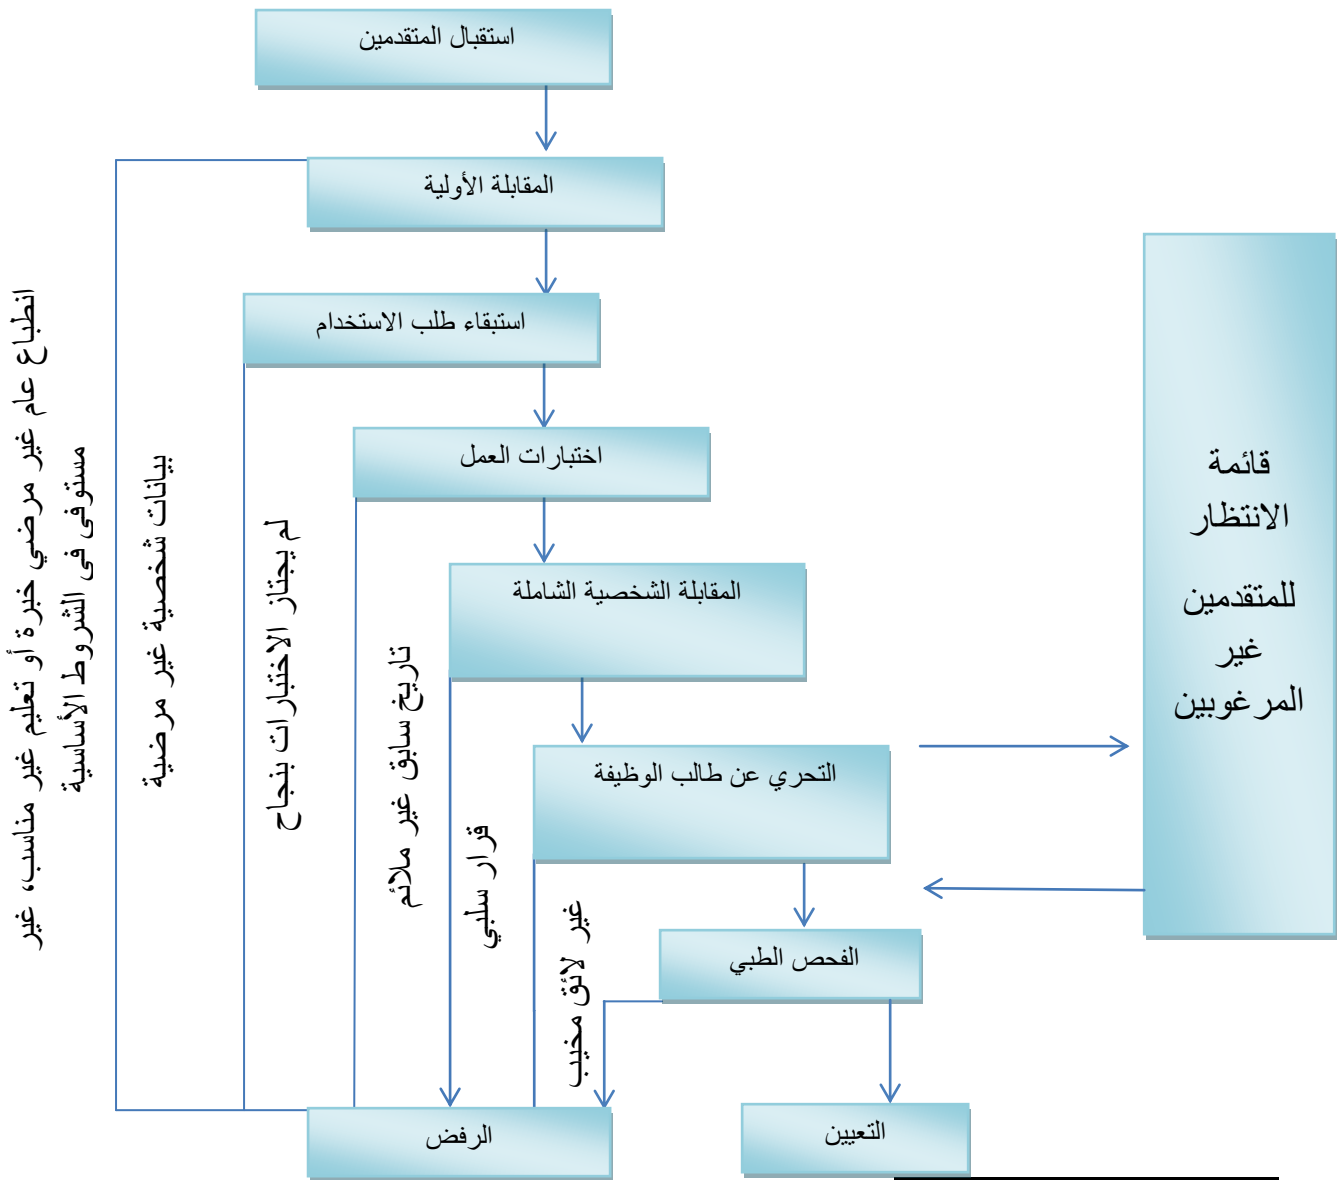 استقبال المتقدمين
المقابلة الأولية
استبقاء طلب الاستخدام
اختبارات العمل
المقابلة الشخصية الشاملة
التحري عن طالب الوظيفة
الفحص الطبي
التعيين
الرفض
قائمة
الانتظار
للمتقدمين
غير
المرغوبين
انطباع عام غير مرضي خبرة أو تعليم غير مناسب، غير
مستوفى فى الشروط الأساسية
بيانات شخصية غير مرضية
لم يجتاز الاختبارات بنجاح
تاريخ سابق غير ملائم
قرار سلبي
غير لائق مخيب